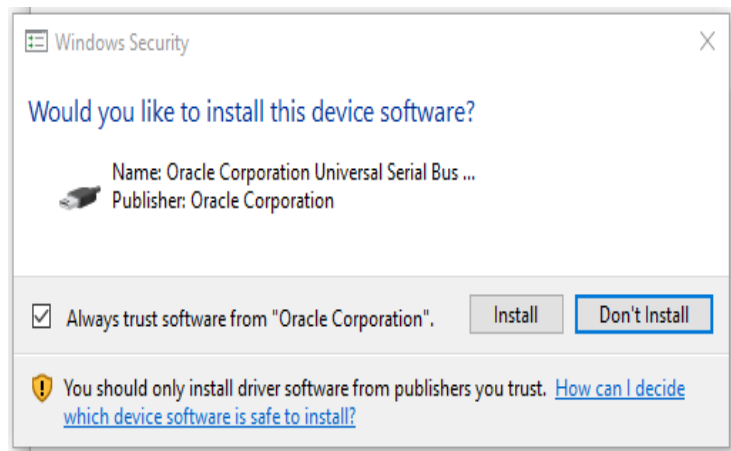 Windows Security
Would you like to install this device software?
Name: Oracle Corporation Universal Serial Bus ...
Publisher: Oracle Corporation
Always trust software from "Oracle Corporation".
Install
Don't Install
You should only install driver software from publishers you trust. How can I decide
which device software is safe to install?